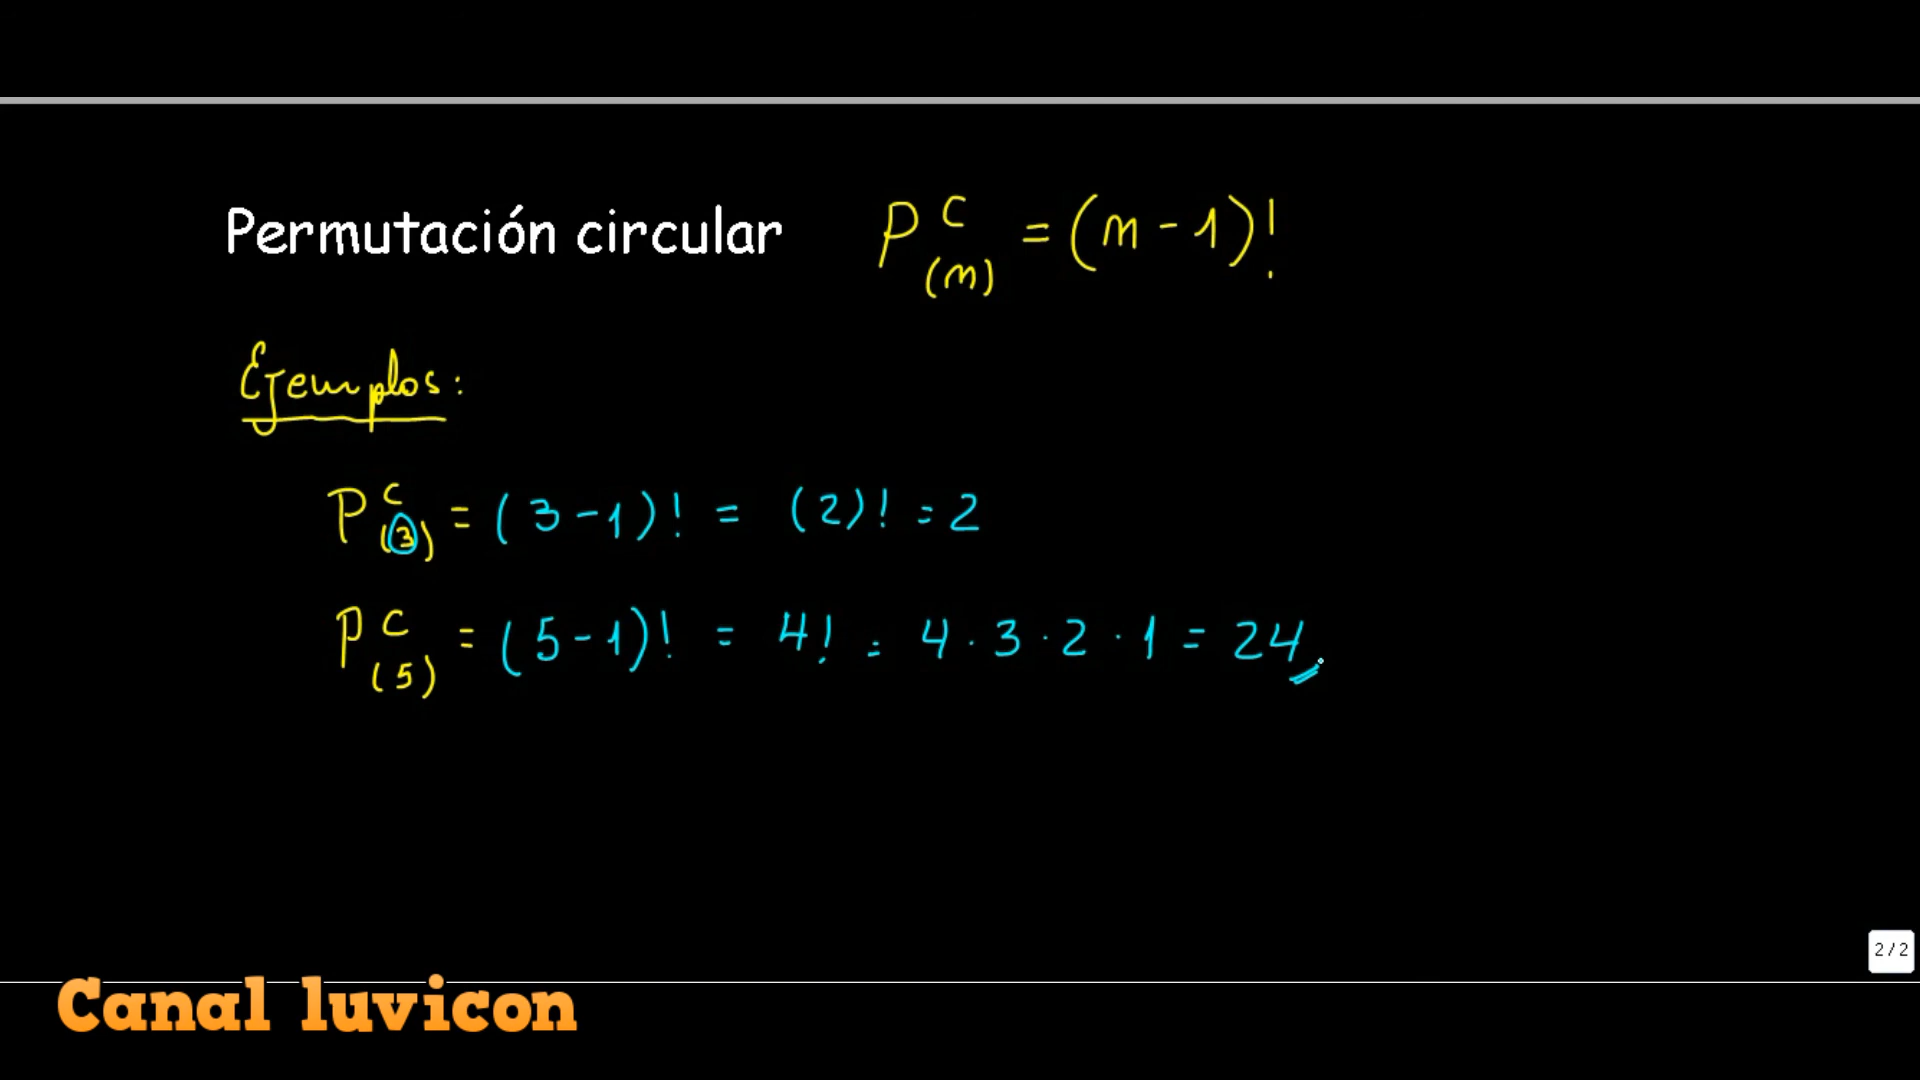 Permutación circular P^C_(n) = (n - 1)!
Ejemplos:
P^C_(3) = (3 - 1)! = (2)! = 2
P^C_(5) = (5 - 1)! = 4! = 4 · 3 · 2 · 1 = 24
2 / 2
Canal luvicon